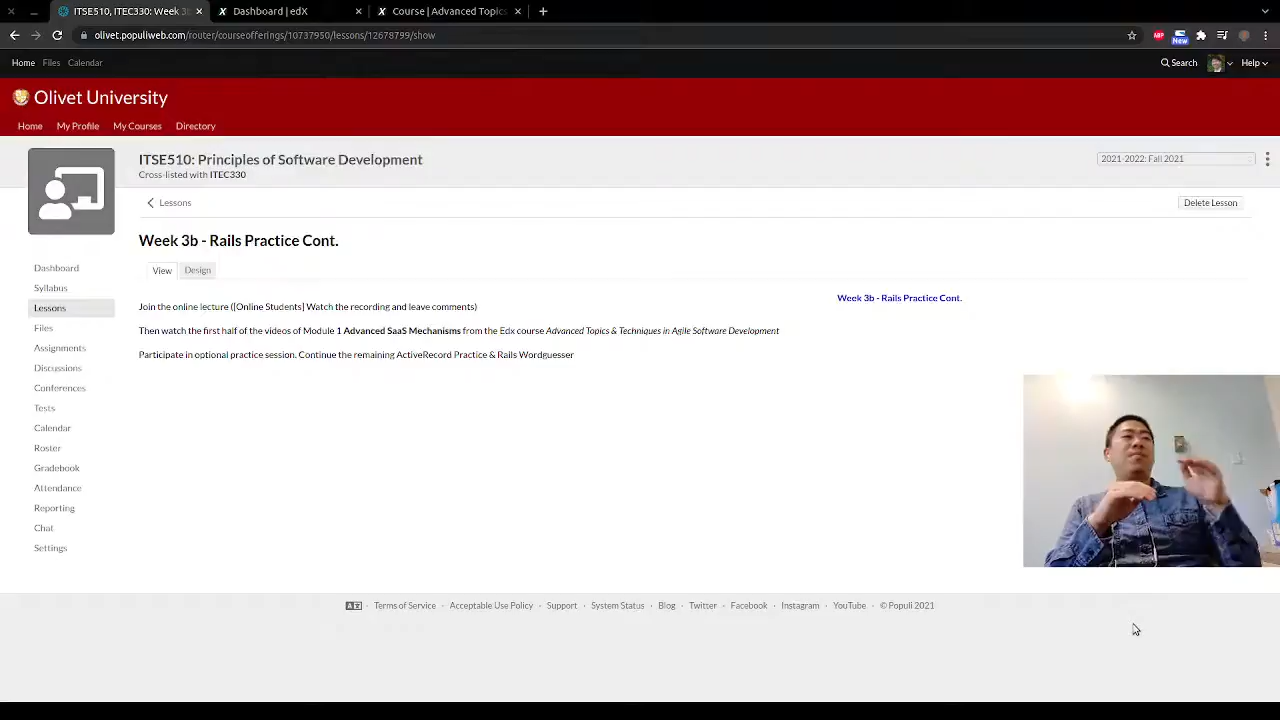 ITSE510, ITEC330: Week 3b
Dashboard | edX
Course | Advanced Topics
olivet.populiweb.com/router/courseofferings/10737950/lessons/12678799/show
ABP
New
Home Files Calendar
Search
Help
Olivet University
Home My Profile My Courses Directory
ITSE510: Principles of Software Development
2021-2022: Fall 2021
Cross-listed with ITEC330
Lessons
Delete Lesson
Week 3b - Rails Practice Cont.
View Design
Join the online lecture ([Online Students] Watch the recording and leave comments)
Week 3b - Rails Practice Cont.
Then watch the first half of the videos of Module 1 Advanced SaaS Mechanisms from the Edx course Advanced Topics & Techniques in Agile Software Development
Participate in optional practice session. Continue the remaining ActiveRecord Practice & Rails Wordguesser
Dashboard
Syllabus
Lessons
Files
Assignments
Discussions
Conferences
Tests
Calendar
Roster
Gradebook
Attendance
Reporting
Chat
Settings
Terms of Service · Acceptable Use Policy · Support · System Status · Blog · Twitter · Facebook · Instagram · YouTube · © Populi 2021